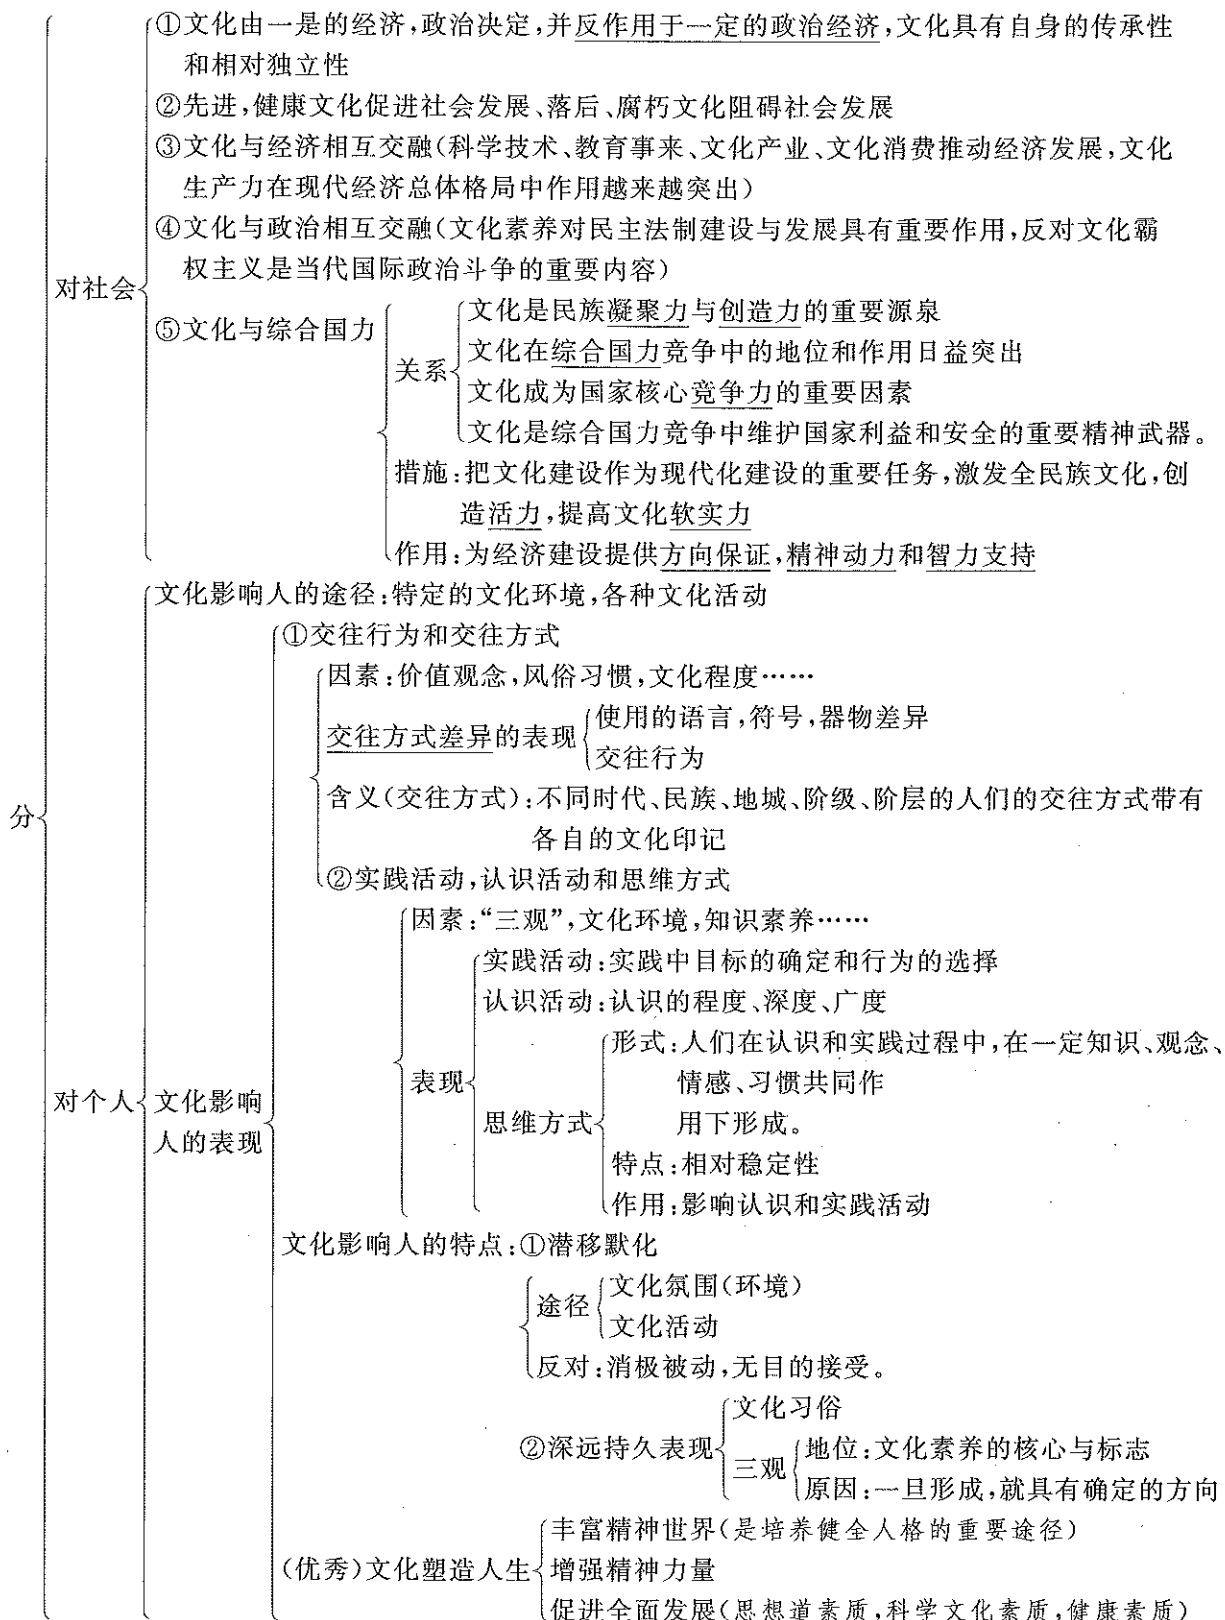 ①文化由一是的经济,政治决定,并反作用于一定的政治经济,文化具有自身的传承性
和相对独立性
②先进,健康文化促进社会发展、落后、腐朽文化阻碍社会发展
③文化与经济相互交融(科学技术、教育事来、文化产业、文化消费推动经济发展,文化
生产力在现代经济总体格局中作用越来越突出)
④文化与政治相互交融(文化素养对民主法制建设与发展具有重要作用,反对文化霸
权主义是当代国际政治斗争的重要内容)
对社会
⑤文化与综合国力
关系
文化是民族凝聚力与创造力的重要源泉
文化在综合国力竞争中的地位和作用日益突出
文化成为国家核心竞争力的重要因素
文化是综合国力竞争中维护国家利益和安全的重要精神武器。
措施:把文化建设作为现代化建设的重要任务,激发全民族文化,创
造活力,提高文化软实力
作用:为经济建设提供方向保证,精神动力和智力支持
文化影响人的途径:特定的文化环境,各种文化活动
①交往行为和交往方式
因素:价值观念,风俗习惯,文化程度……
交往方式差异的表现
使用的语言,符号,器物差异
交往行为
分
含义(交往方式):不同时代、民族、地城、阶级、阶层的人们的交往方式带有
各自的文化印记
②实践活动,认识活动和思维方式
因素:“三观”,文化环境,知识素养……
实践活动:实践中目标的确定和行为的选择
认识活动:认识的程度、深度、广度
表现
形式:人们在认识和实践过程中,在一定知识、观念、
情感、习惯共同作
用下形成。
思维方式
特点:相对稳定性
作用:影响认识和实践活动
对个人
文化影响
人的表现
文化影响人的特点:①潜移默化
途径
文化氛围(环境)
文化活动
反对:消极被动,无目的接受。
②深远持久表现
文化习俗
三观
地位:文化素养的核心与标志
原因:一旦形成,就具有确定的方向
(优秀)文化塑造人生
丰富精神世界(是培养健全人格的重要途径)
增强精神力量
促进全面发展(思想道素质,科学文化素质,健康素质)